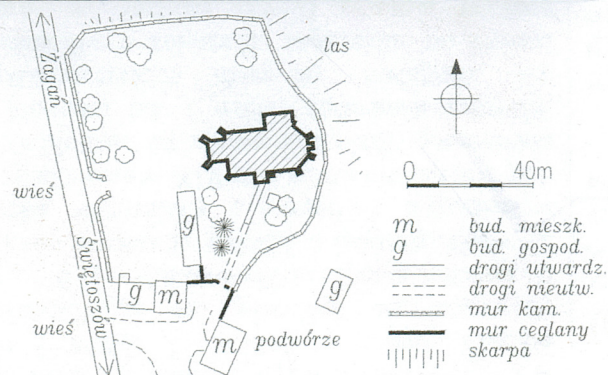 las
Żagań
wieś
Świętoszów
wieś
g
g
m
g
m
podwórze
0 40m
m bud. mieszk.
g bud. gospod.
drogi utwardz.
drogi nieutw.
mur kam.
mur ceglany
skarpa